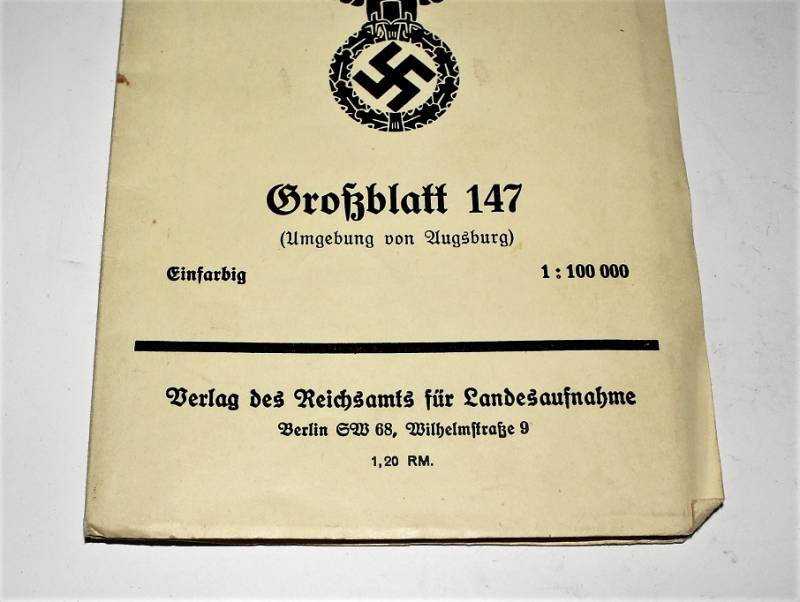 Großblatt 147
(Umgebung von Augsburg)
Einfarbig 1 : 100 000
Verlag des Reichsamts für Landesaufnahme
Berlin SW 68, Wilhelmstraße 9
1,20 RM.